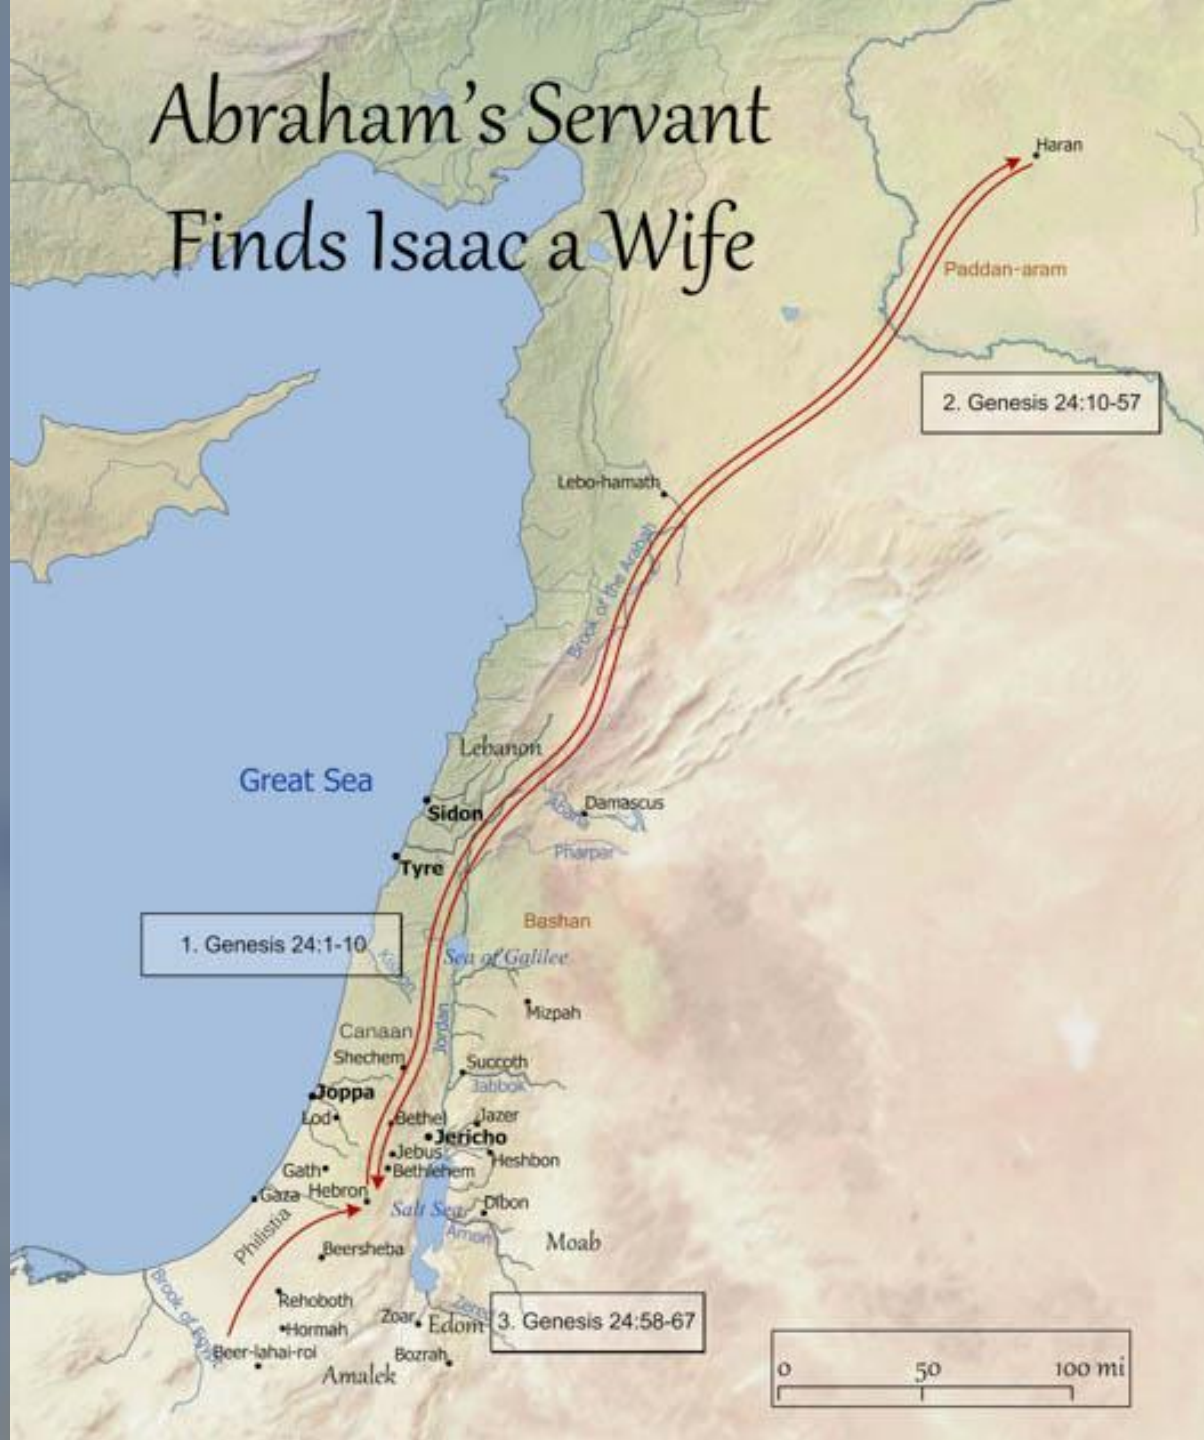 Abraham's Servant
Finds Isaac a Wife
Haran
Paddan-aram
2. Genesis 24:10-57
Lebo-hamath
Brook of the Arabah
Lebanon
Great Sea
Sidon
Damascus
Abana
Tyre
Pharpar
Bashan
1. Genesis 24:1-10
Kishon
Sea of Galilee
Mizpah
Jordan
Canaan
Shechem
Succoth
Jabbok
Joppa
Lod
Bethel
Jazer
Jericho
Jebus
Heshbon
Gath
Bethlehem
Gaza
Hebron
Salt Sea
Dibon
Philistia
Arnon
Moab
Beersheba
Brook of Egypt
Rehoboth
Zered
Zoar
Edom
3. Genesis 24:58-67
Hormah
Beer-lahai-roi
Bozrah
Amalek
0 50 100 mi